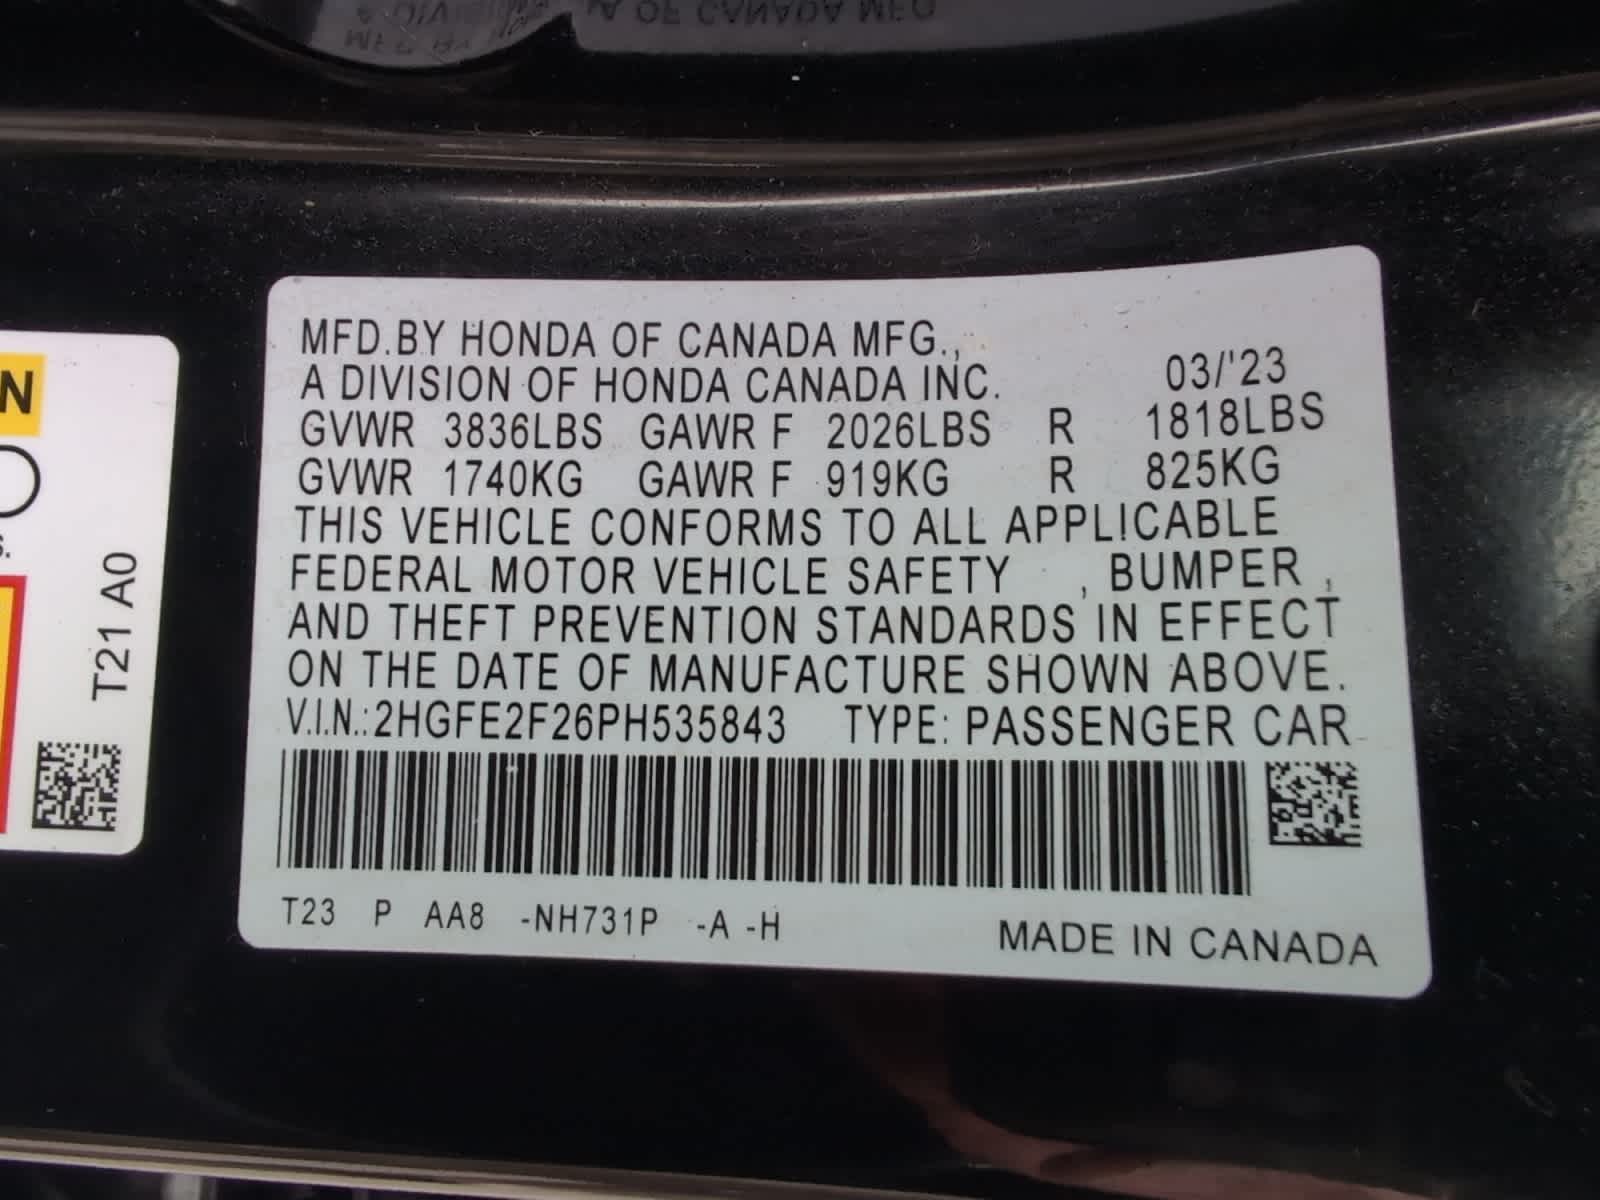 MFD.BY HONDA OF CANADA MFG.,
A DIVISION OF HONDA CANADA INC. 03/'23
GVWR 3836LBS GAWR F 2026LBS R 1818LBS
GVWR 1740KG GAWR F 919KG R 825KG
THIS VEHICLE CONFORMS TO ALL APPLICABLE
FEDERAL MOTOR VEHICLE SAFETY , BUMPER ,
AND THEFT PREVENTION STANDARDS IN EFFECT
ON THE DATE OF MANUFACTURE SHOWN ABOVE.
V.I.N.:2HGFE2F26PH535843 TYPE: PASSENGER CAR
T23 P AA8 -NH731P -A -H
MADE IN CANADA
N
S.
T21 A0